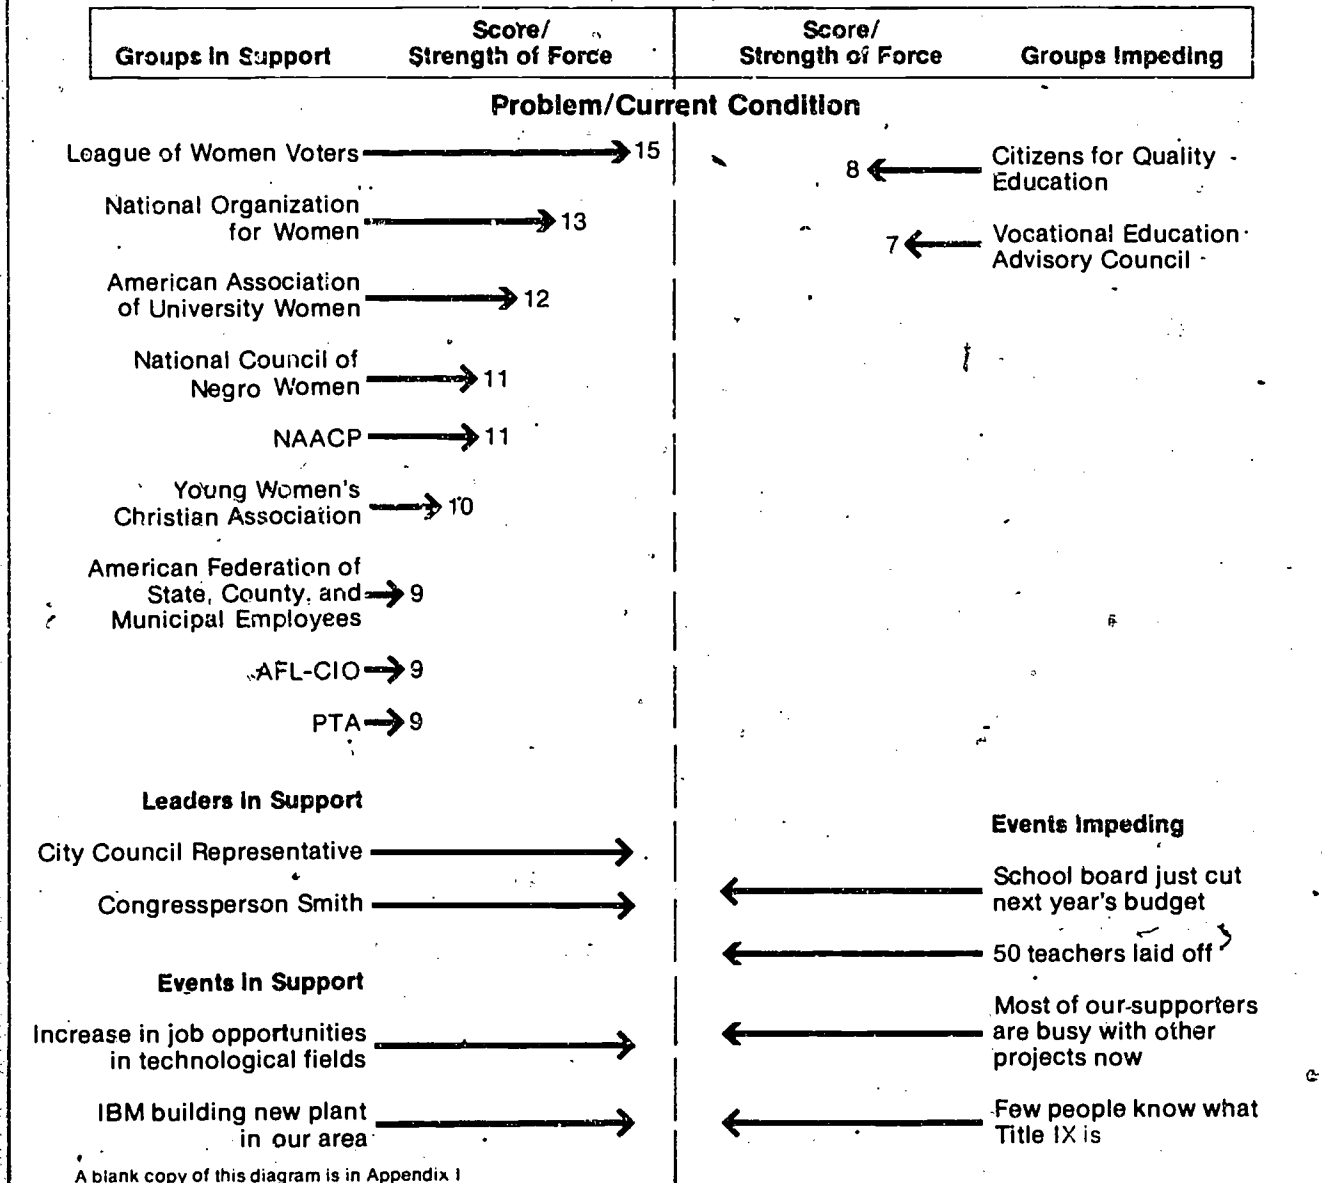 Groups in Support
Score/
Strength of Force
Score/
Strength of Force
Groups Impeding
Problem/Current Condition
League of Women Voters 15
National Organization
for Women 13
American Association
of University Women 12
National Council of
Negro Women 11
NAACP 11
Young Women's
Christian Association 10
American Federation of
State, County, and
Municipal Employees 9
AFL-CIO 9
PTA 9
8 Citizens for Quality
Education
7 Vocational Education
Advisory Council
Leaders in Support
City Council Representative
Congressperson Smith
Events in Support
Increase in job opportunities
in technological fields
IBM building new plant
in our area
Events Impeding
School board just cut
next year's budget
50 teachers laid off
Most of our supporters
are busy with other
projects now
Few people know what
Title IX is
A blank copy of this diagram is in Appendix I